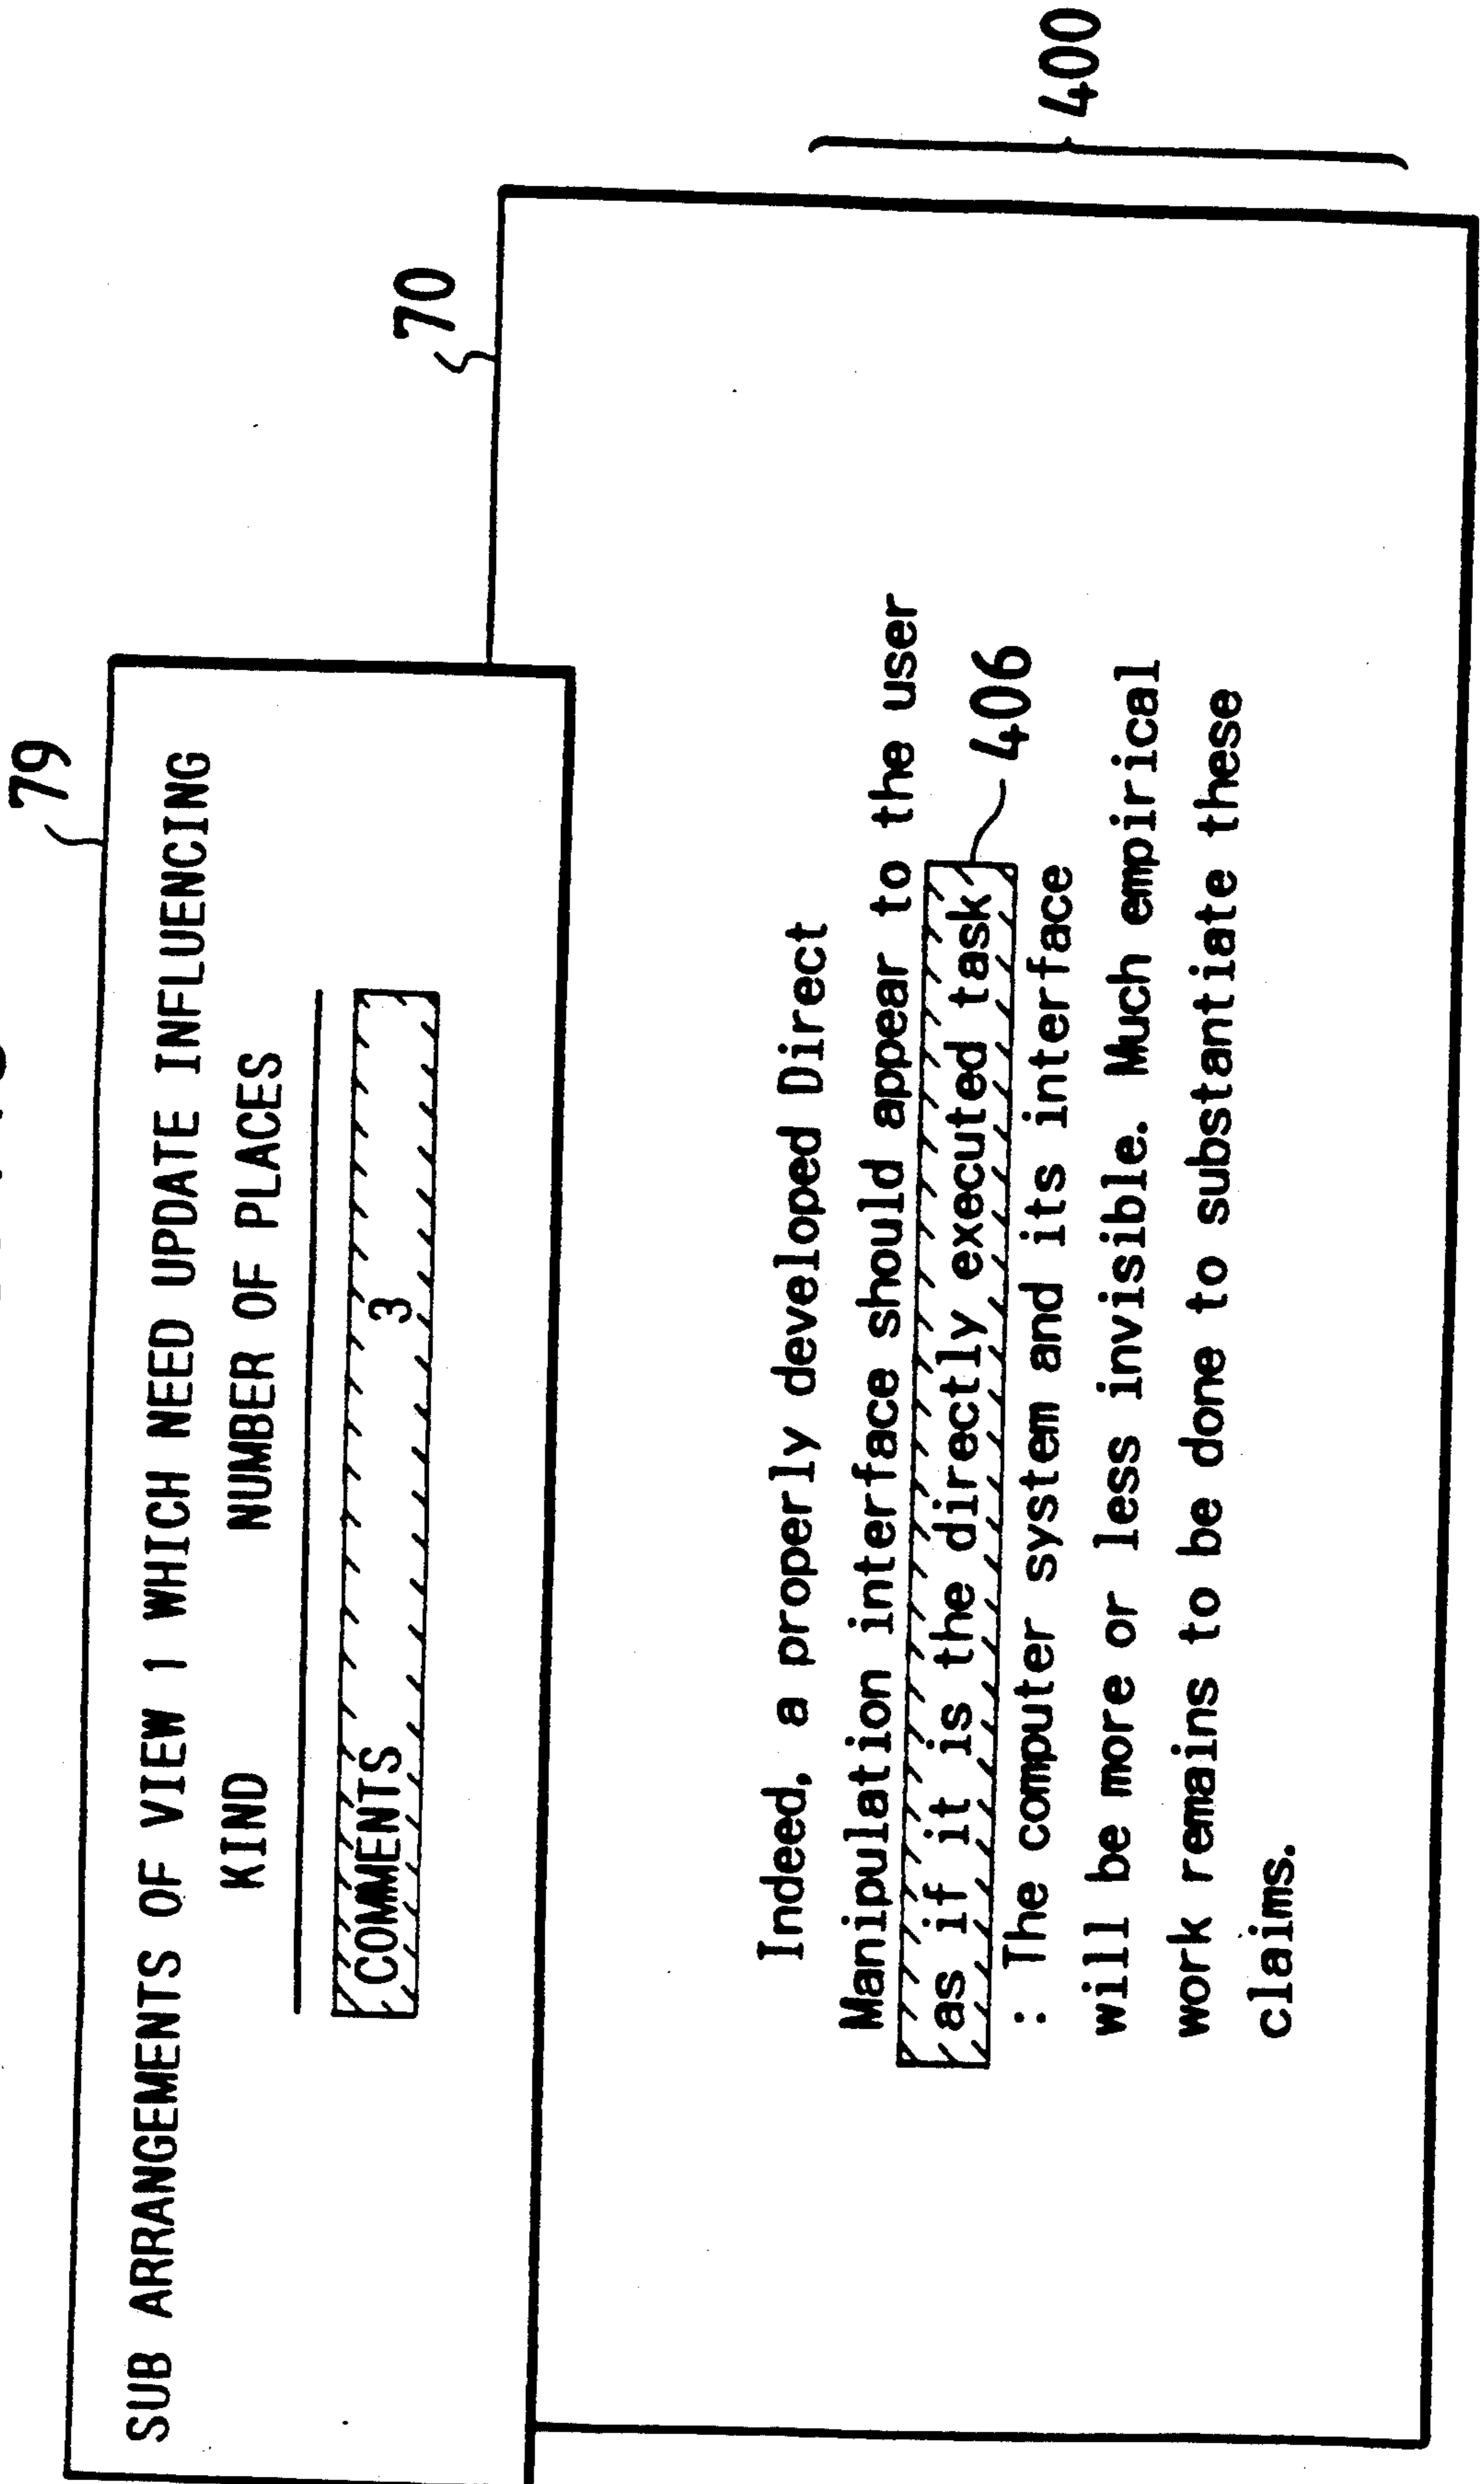 79
SUB ARRANGEMENTS OF VIEW 1 WHICH NEED UPDATE INFLUENCING
KIND NUMBER OF PLACES
COMMENTS 3
70
Indeed, a properly developed Direct
Manipulation interface should appear to the user
as if it is the directly executed task
406
: The computer system and its interface
will be more or less invisible. Much empirical
work remains to be done to substantiate these
claims.
400